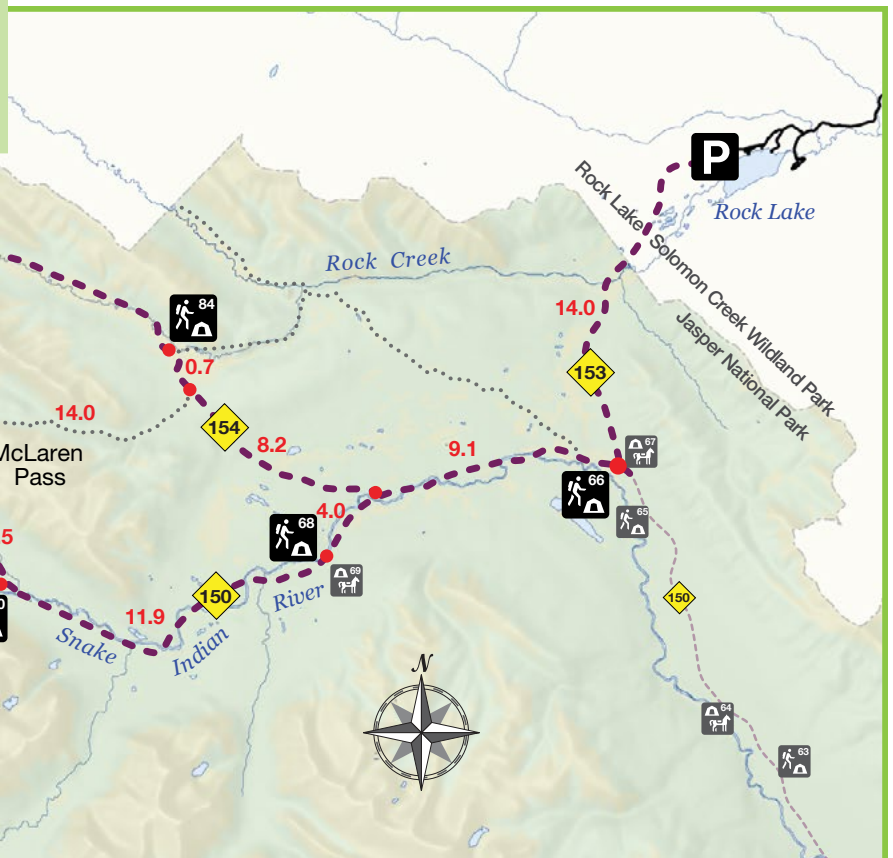 P
Rock Lake
Rock Lake / Solomon Creek Wildland Park
Jasper National Park
Rock Creek
84
14.0
0.7
153
14.0
154
McLaren
Pass
8.2
9.1
67
66
65
68
4.0
5
69
150
150
11.9
Snake
Indian
River
N
64
63